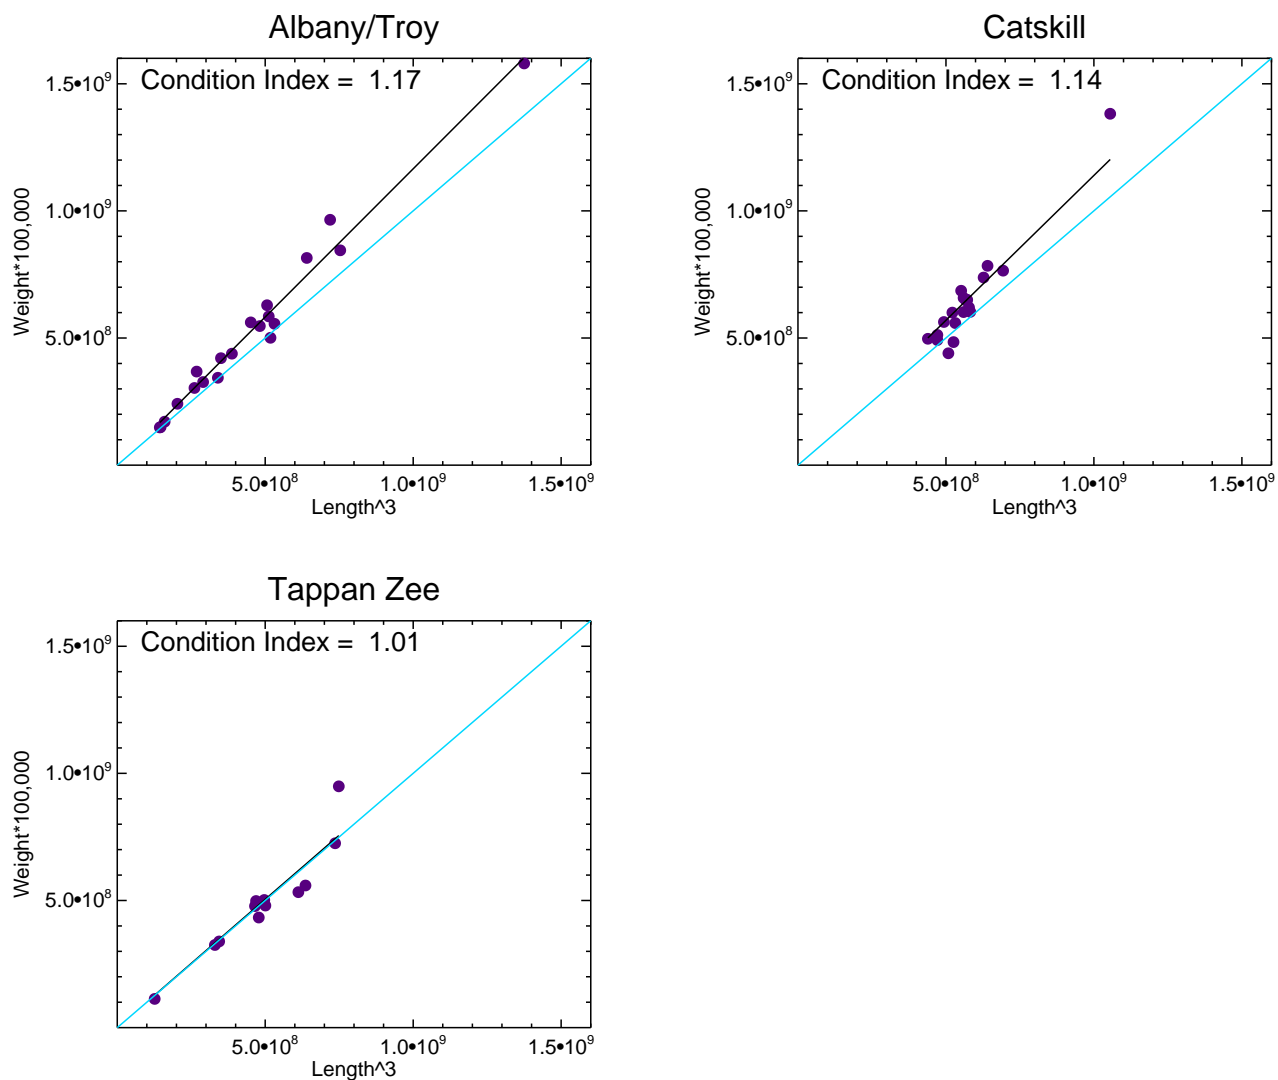 Albany/Troy
Condition Index = 1.17
1.5•10⁹
1.0•10⁹
5.0•10⁸
Weight*100,000
5.0•10⁸ 1.0•10⁹ 1.5•10⁹
Length^3
Catskill
Condition Index = 1.14
1.5•10⁹
1.0•10⁹
5.0•10⁸
Weight*100,000
5.0•10⁸ 1.0•10⁹ 1.5•10⁹
Length^3
Tappan Zee
Condition Index = 1.01
1.5•10⁹
1.0•10⁹
5.0•10⁸
Weight*100,000
5.0•10⁸ 1.0•10⁹ 1.5•10⁹
Length^3